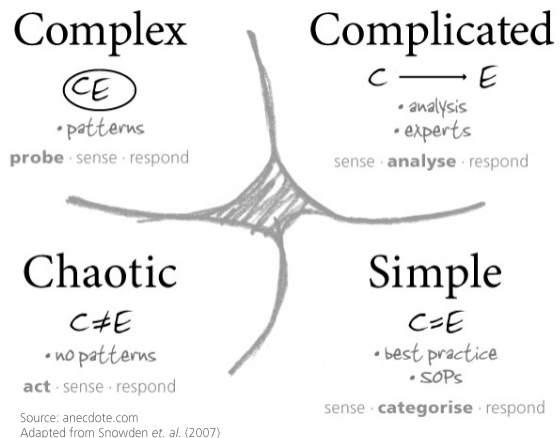 Complex
CE
• patterns
probe · sense · respond
Complicated
C → E
• analysis
• experts
sense · analyse · respond
Chaotic
C≠E
• no patterns
act · sense · respond
Simple
C=E
• best practice
• SOPs
sense · categorise · respond
Source: anecdote.com
Adapted from Snowden et. al. (2007)